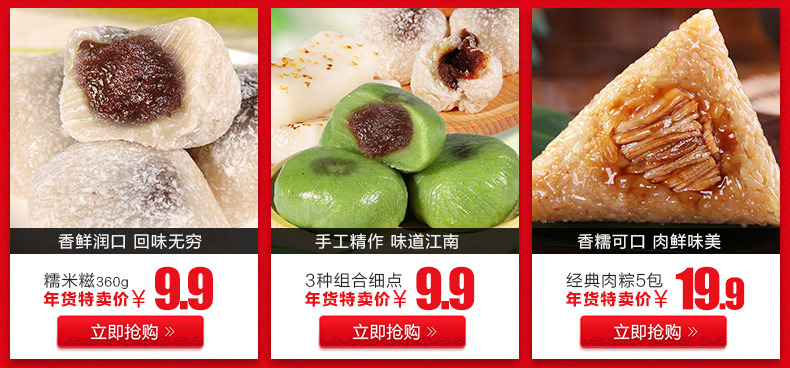 香鲜润口 回味无穷
糯米糍360g
年货特卖价￥9.9
立即抢购 »
手工精作 味道江南
3种组合细点
年货特卖价￥9.9
立即抢购 »
香糯可口 肉鲜味美
经典肉粽5包
年货特卖价￥19.9
立即抢购 »